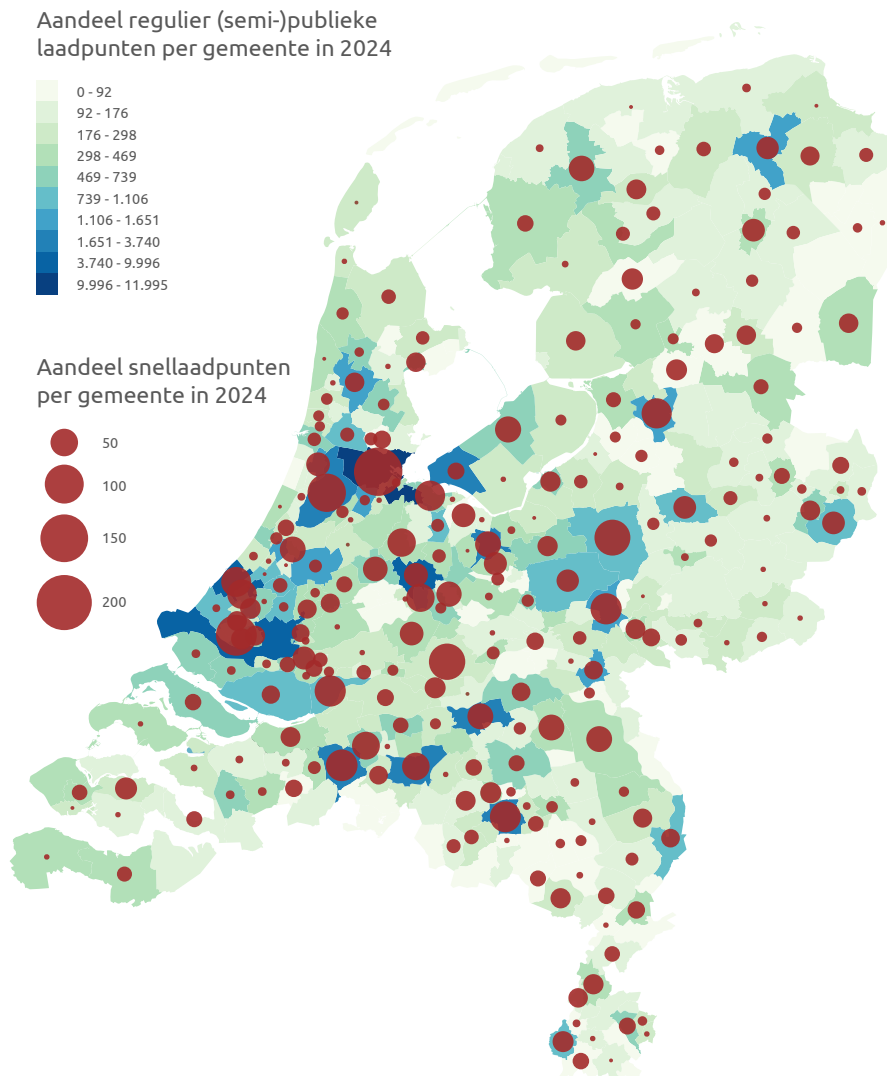 Aandeel regulier (semi-)publieke
laadpunten per gemeente in 2024
0 - 92
92 - 176
176 - 298
298 - 469
469 - 739
739 - 1.106
1.106 - 1.651
1.651 - 3.740
3.740 - 9.996
9.996 - 11.995
Aandeel snellaadpunten
per gemeente in 2024
50
100
150
200